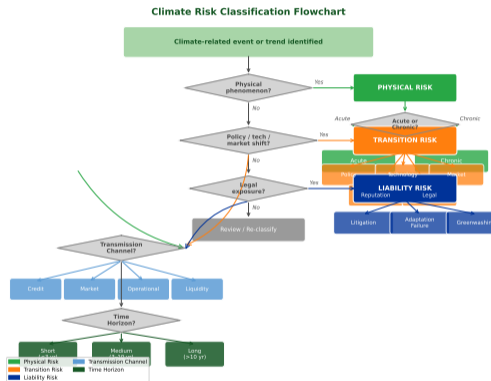 Climate Risk Classification Flowchart
Climate-related event or trend identified
Physical
phenomenon?
Yes
PHYSICAL RISK
No
Acute
Acute or
Chronic?
Chronic
Policy / tech /
market shift?
Yes
TRANSITION RISK
No
Acute
Chronic
Technology
Market
Legal
exposure?
Yes
LIABILITY RISK
Reputation
Legal
No
Review / Re-classify
Litigation
Adaptation
Failure
Transmission
Channel?
Credit
Market
Operational
Liquidity
Time
Horizon?
Short
Medium
Long
(>10 yr)
Physical Risk
Transition Risk
Liability Risk
Transmission Channel
Time Horizon